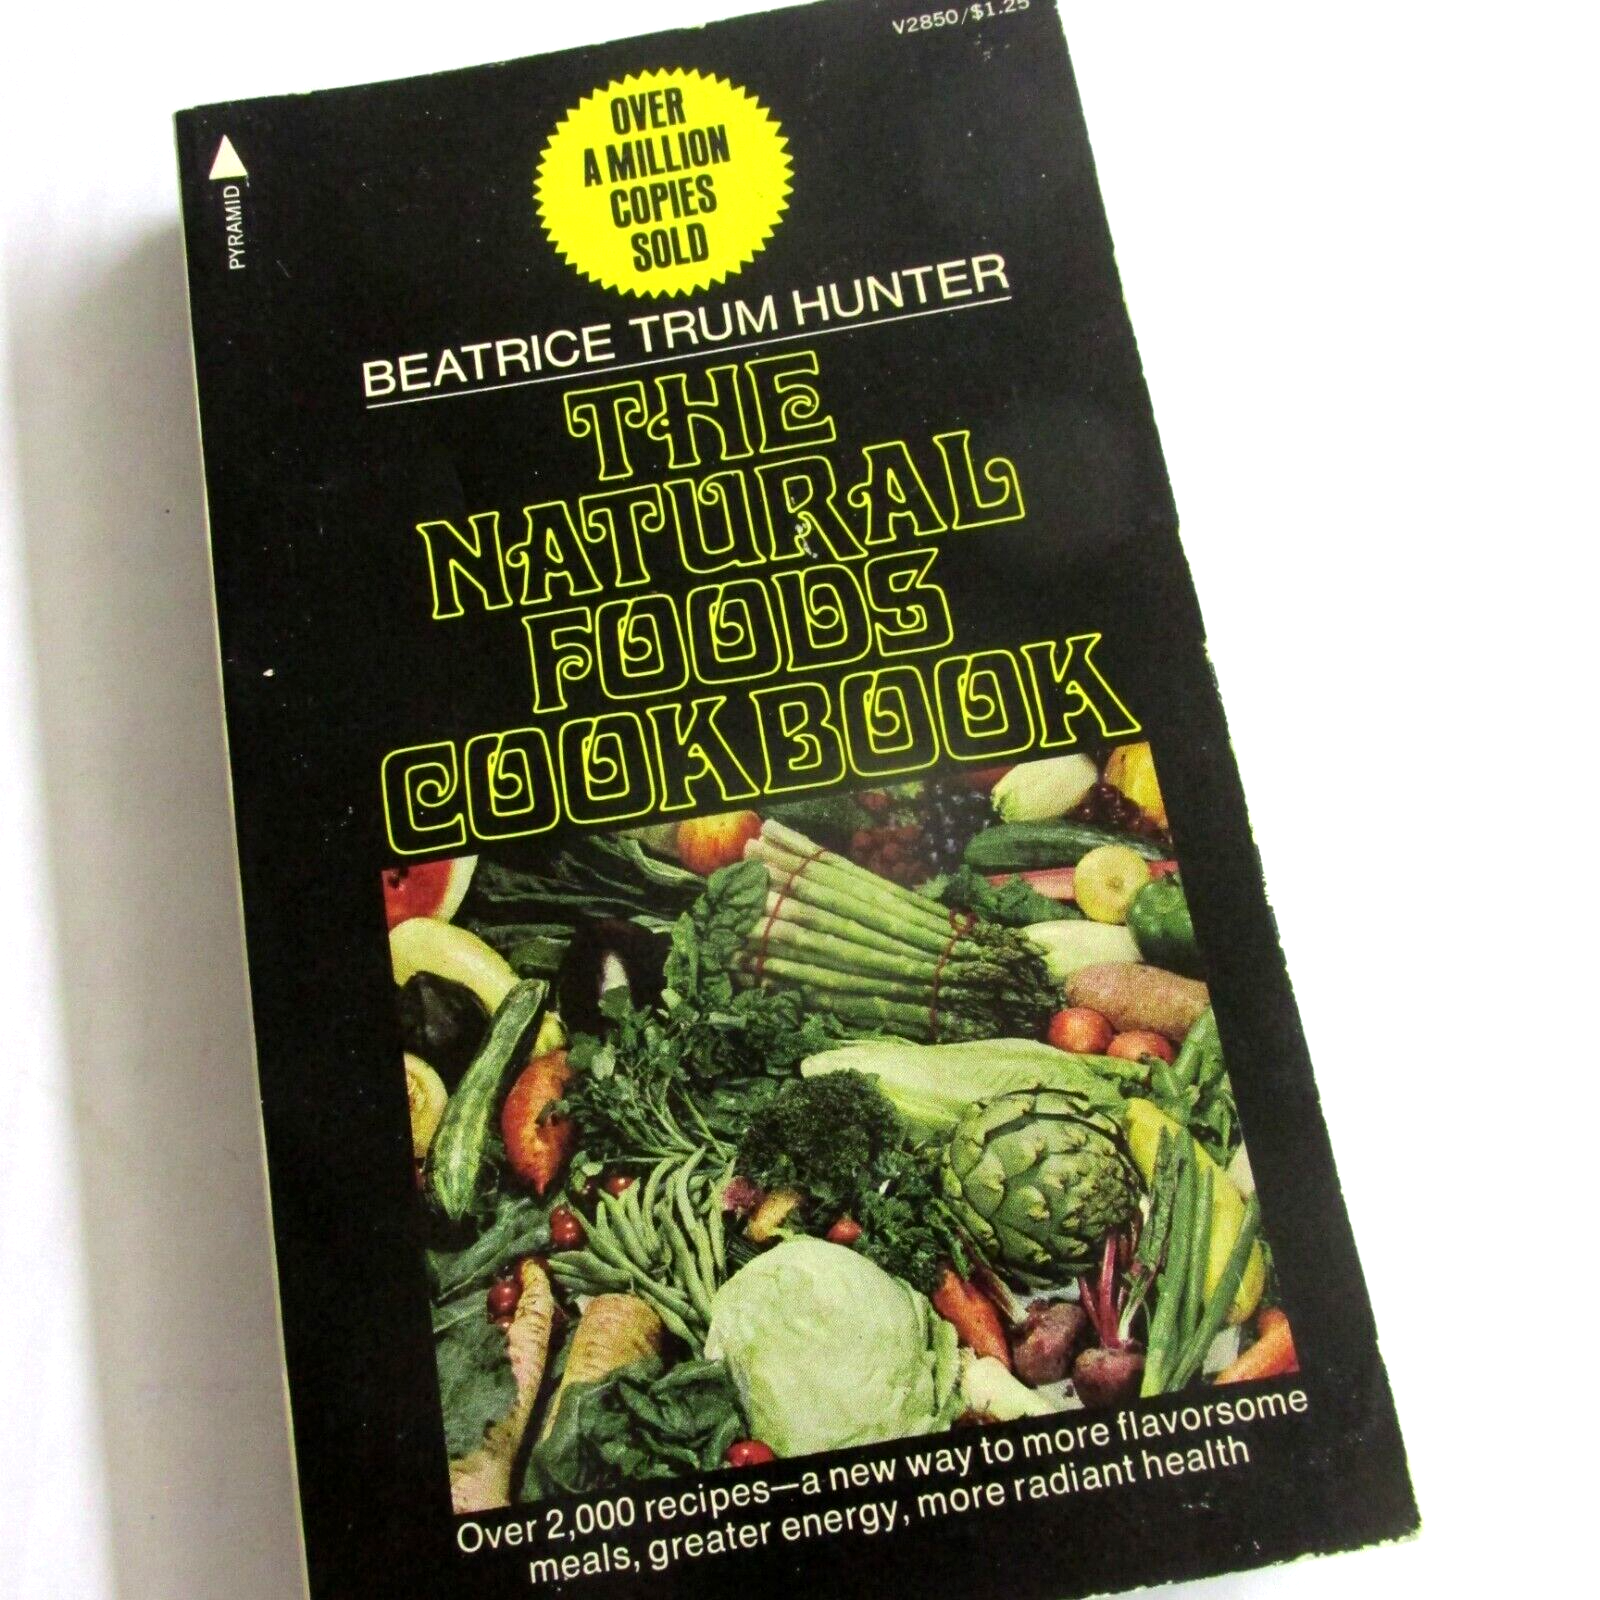 V2850/$1.25
PYRAMID
OVER
A MILLION
COPIES
SOLD
BEATRICE TRUM HUNTER
THE
NATURAL
FOODS
COOKBOOK
Over 2,000 recipes—a new way to more flavorsome
meals, greater energy, more radiant health